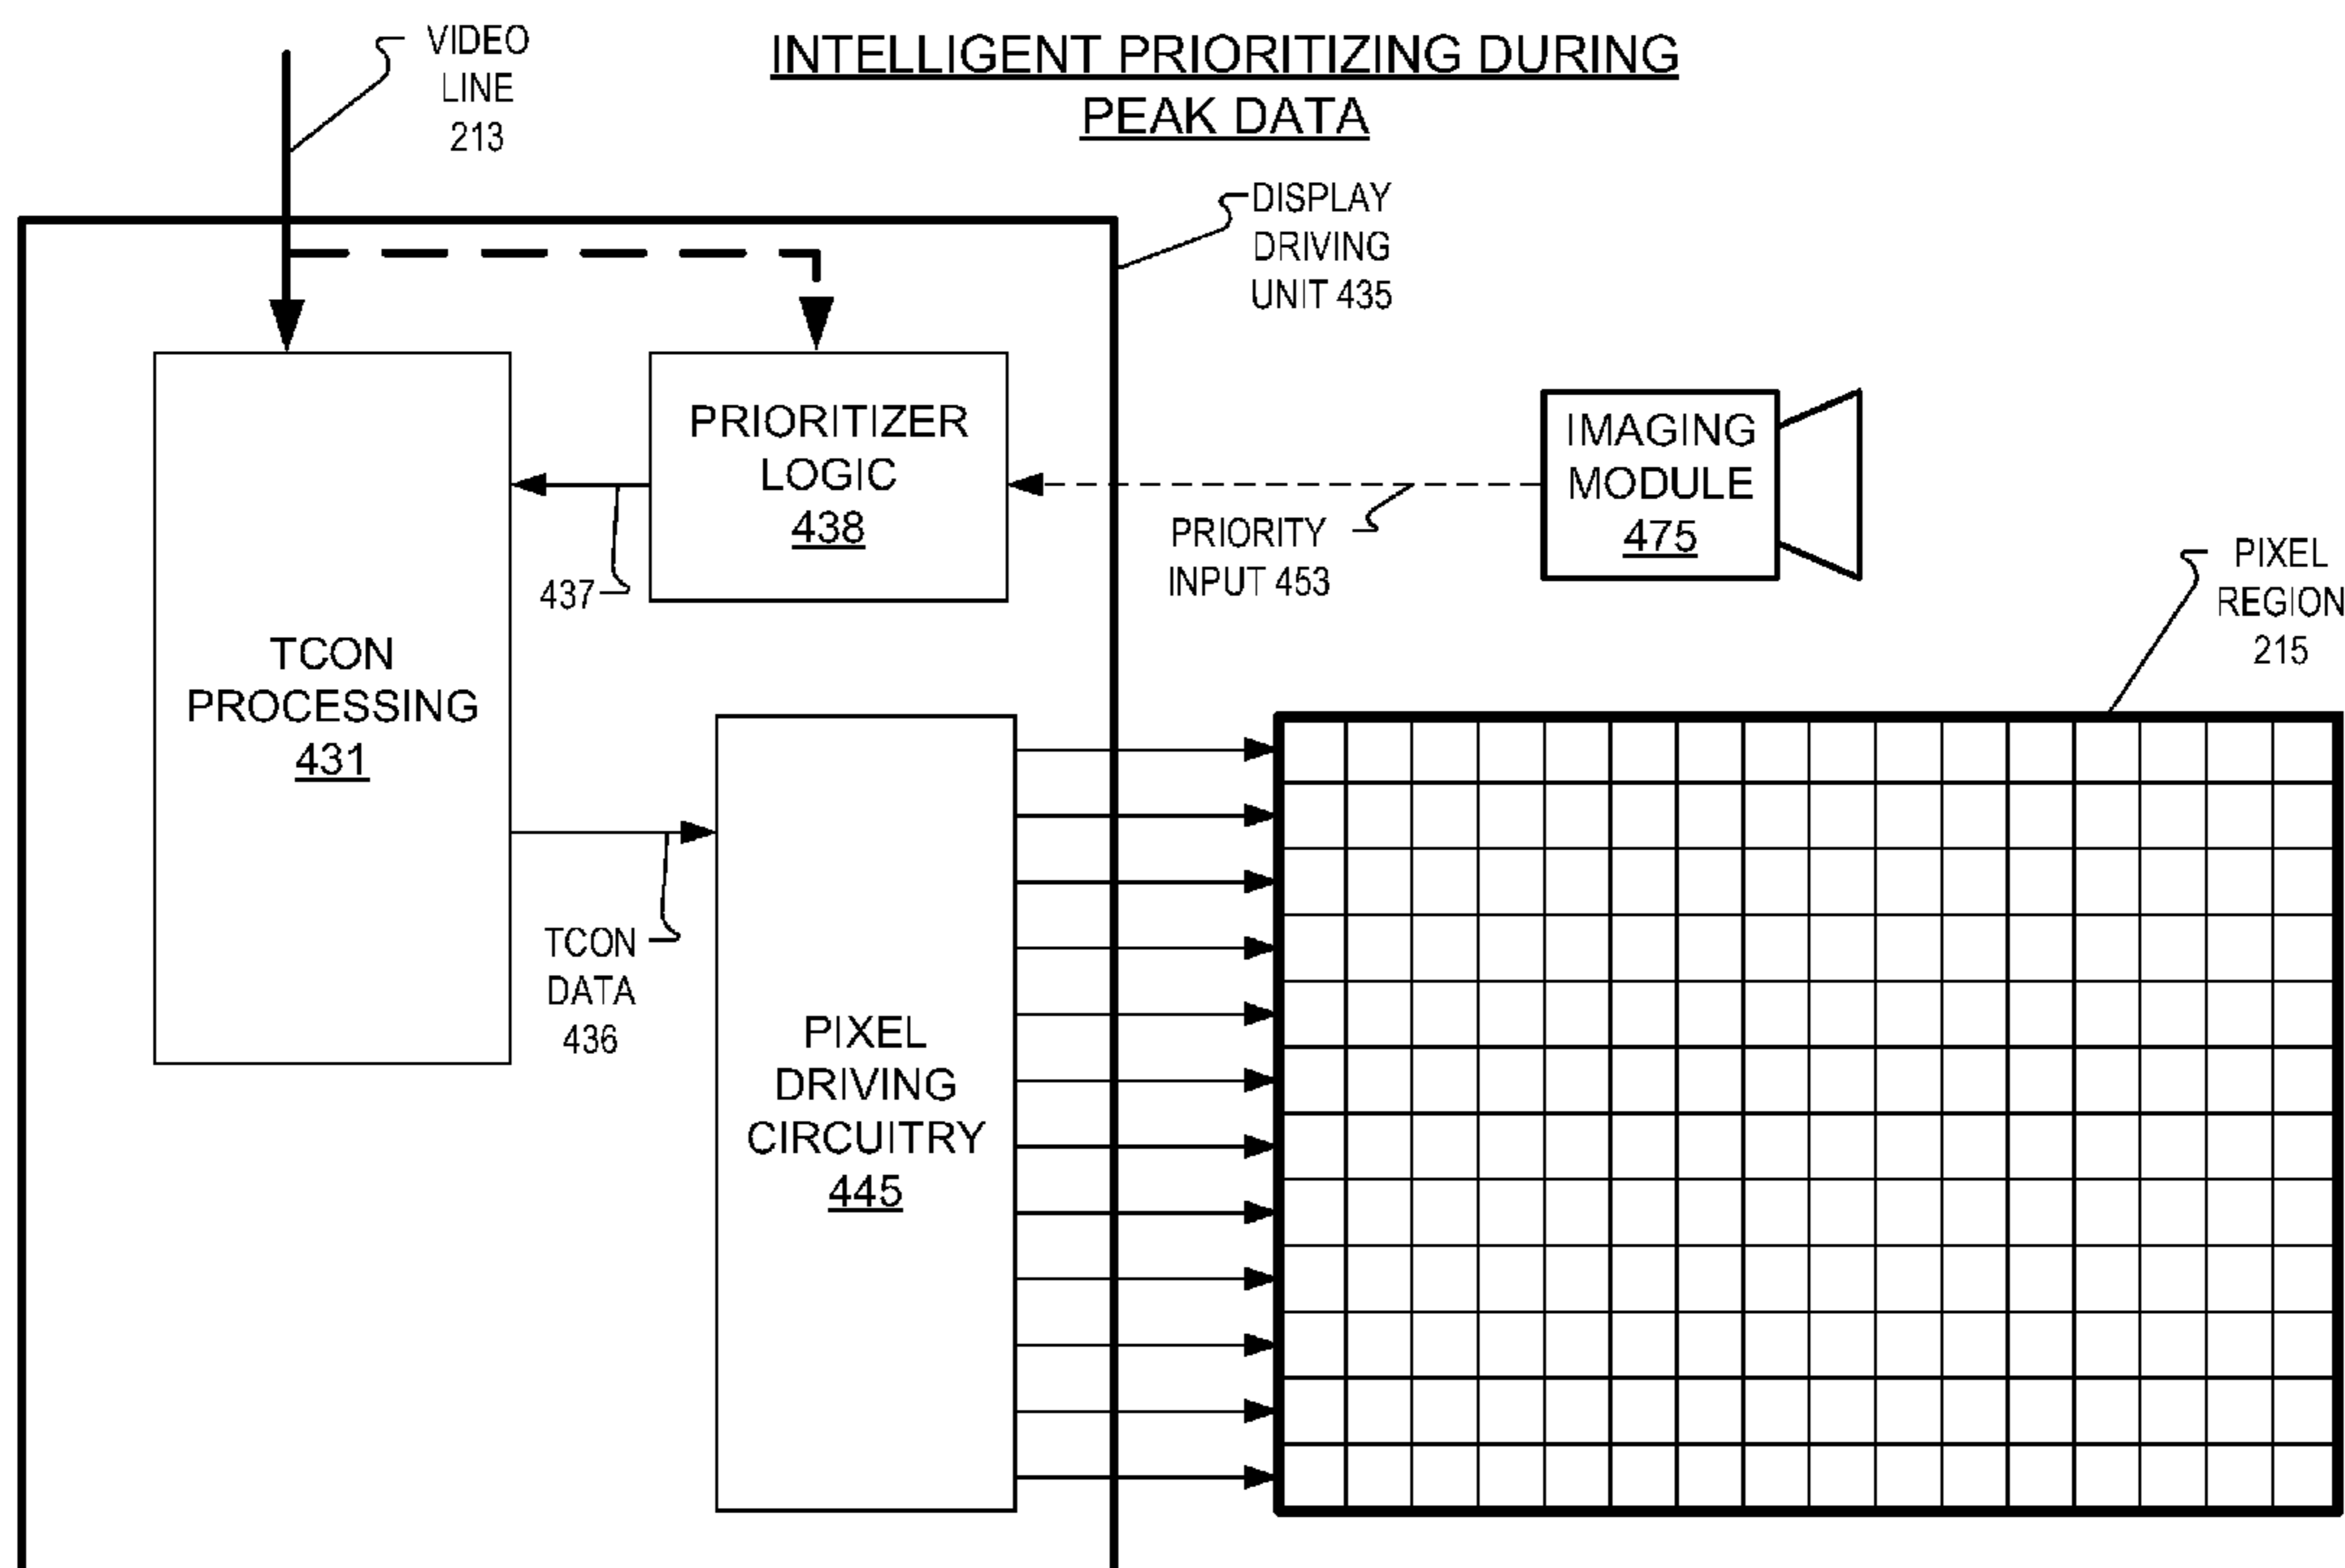 VIDEO
LINE
213
INTELLIGENT PRIORITIZING DURING
PEAK DATA
DISPLAY
DRIVING
UNIT 435
PRIORITIZER
LOGIC
438
IMAGING
MODULE
475
PRIORITY
INPUT 453
437
PIXEL
REGION
215
TCON
PROCESSING
431
TCON
DATA
436
PIXEL
DRIVING
CIRCUITRY
445